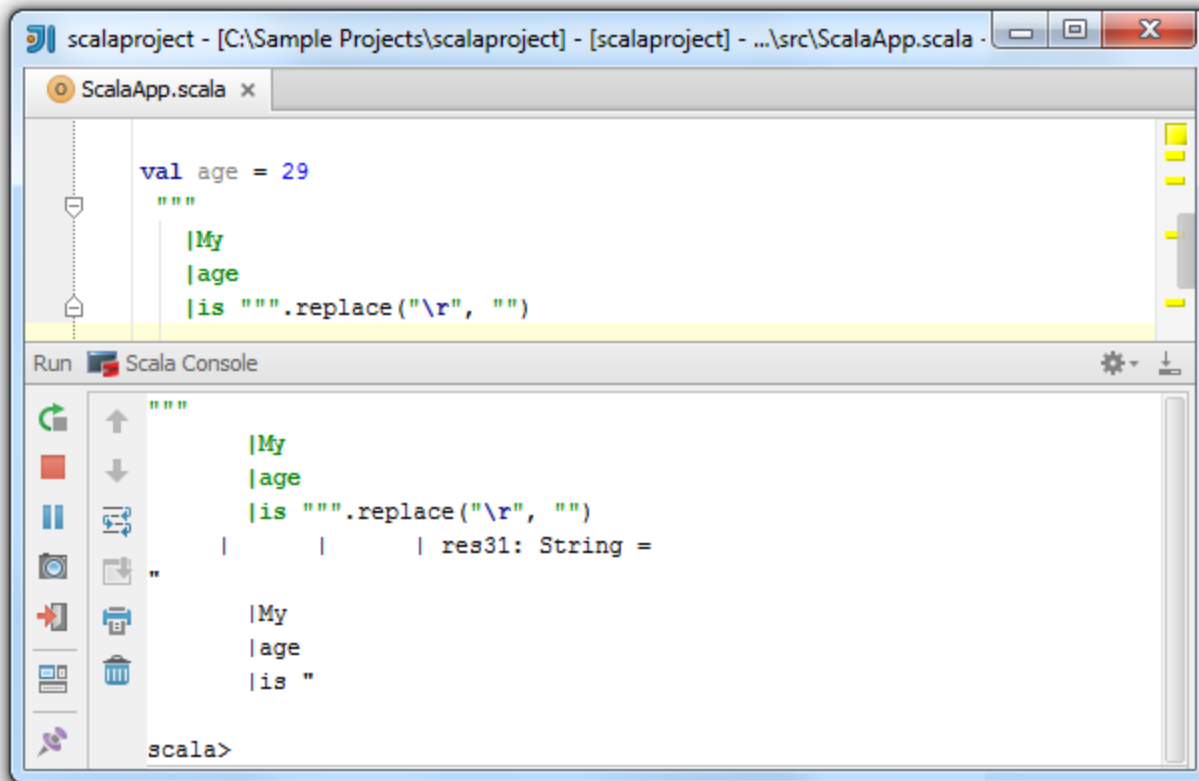 scalaproject - [C:\Sample Projects\scalaproject] - [scalaproject] - ...\src\ScalaApp.scala -
ScalaApp.scala
val age = 29
"""
|My
|age
|is """.replace("\r", "")
Run Scala Console
"""
|My
|age
|is """.replace("\r", "")
| | | res31: String =
"
|My
|age
|is "
scala>